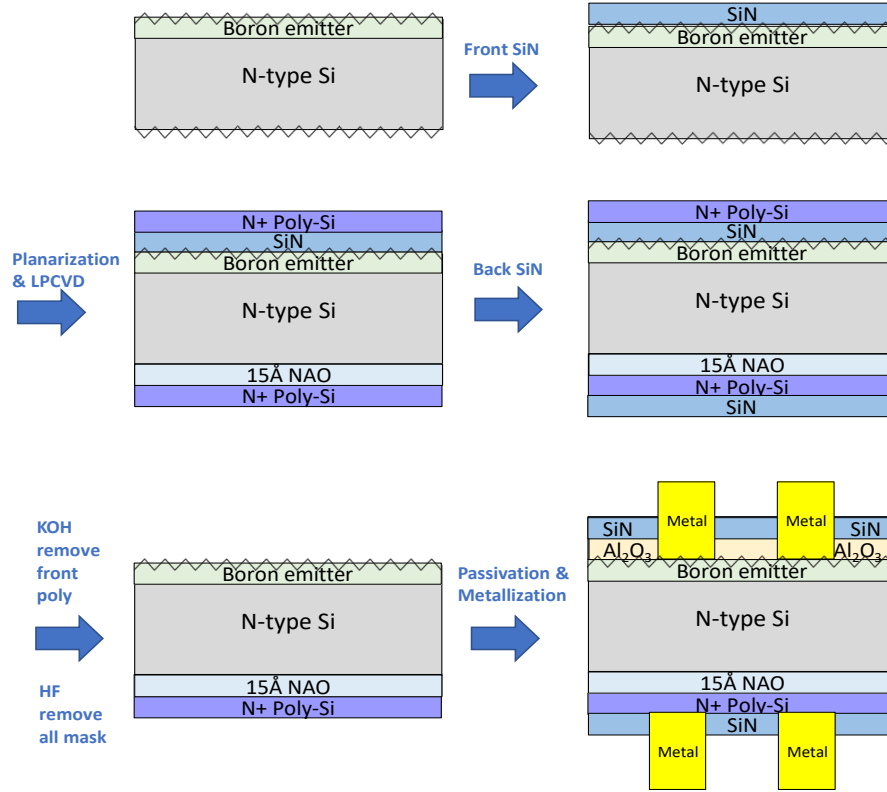 Boron emitter
N-type Si
Front SiN
SiN
Boron emitter
N-type Si
Planarization
& LPCVD
N+ Poly-Si
SiN
Boron emitter
N-type Si
15Å NAO
N+ Poly-Si
Back SiN
N+ Poly-Si
SiN
Boron emitter
N-type Si
15Å NAO
N+ Poly-Si
SiN
KOH
remove
front
poly
HF
remove
all mask
Boron emitter
N-type Si
15Å NAO
N+ Poly-Si
Passivation &
Metallization
SiN Metal Metal SiN
Al₂O₃ Al₂O₃
Boron emitter
N-type Si
15Å NAO
N+ Poly-Si
SiN
Metal Metal